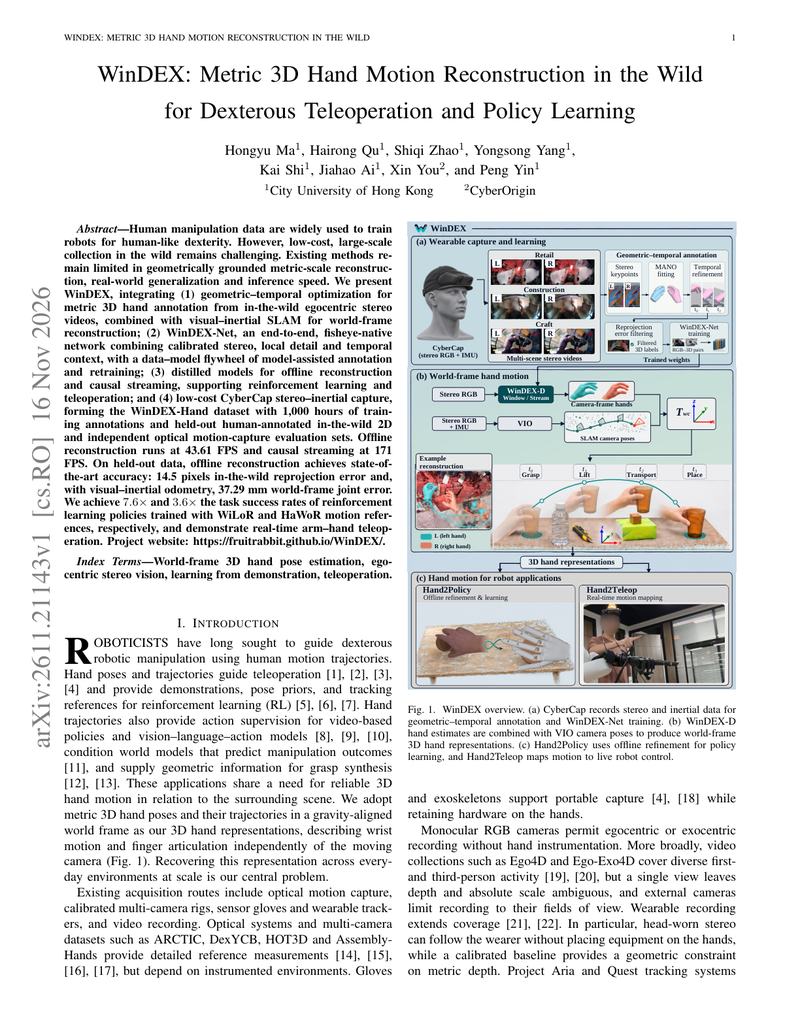 WINDEX: METRIC 3D HAND MOTION RECONSTRUCTION IN THE WILD
1
WinDEX: Metric 3D Hand Motion Reconstruction in the Wild
for Dexterous Teleoperation and Policy Learning
Hongyu Ma1, Hairong Qu1, Shiqi Zhao1, Yongsong Yang1,
Kai Shi1, Jiahao Ai1, Xin You2, and Peng Yin1
1City University of Hong Kong 2CyberOrigin
arXiv:2611.21143v1 [cs.RO] 16 Nov 2026
Abstract—Human manipulation data are widely used to train
robots for human-like dexterity. However, low-cost, large-scale
collection in the wild remains challenging. Existing methods re-
main limited in geometrically grounded metric-scale reconstruc-
tion, real-world generalization and inference speed. We present
WinDEX, integrating (1) geometric–temporal optimization for
metric 3D hand annotation from in-the-wild egocentric stereo
videos, combined with visual–inertial SLAM for world-frame
reconstruction; (2) WinDEX-Net, an end-to-end, fisheye-native
network combining calibrated stereo, local detail and temporal
context, with a data–model flywheel of model-assisted annotation
and retraining; (3) distilled models for offline reconstruction
and causal streaming, supporting reinforcement learning and
teleoperation; and (4) low-cost CyberCap stereo–inertial capture,
forming the WinDEX-Hand dataset with 1,000 hours of train-
ing annotations and held-out human-annotated in-the-wild 2D
and independent optical motion-capture evaluation sets. Offline
reconstruction runs at 43.61 FPS and causal streaming at 171
FPS. On held-out data, offline reconstruction achieves state-of-
the-art accuracy: 14.5 pixels in-the-wild reprojection error and,
with visual–inertial odometry, 37.29 mm world-frame joint error.
We achieve 7.6× and 3.6× the task success rates of reinforcement
learning policies trained with WiLoR and HaWoR motion refer-
ences, respectively, and demonstrate real-time arm–hand teleop-
eration. Project website: https://fruitrabbit.github.io/WinDEX/.
Index Terms—World-frame 3D hand pose estimation, ego-
centric stereo vision, learning from demonstration, teleoperation.
I. INTRODUCTION
ROBOTICISTS have long sought to guide dexterous
robotic manipulation using human motion trajectories.
Hand poses and trajectories guide teleoperation [1], [2], [3],
[4] and provide demonstrations, pose priors, and tracking
references for reinforcement learning (RL) [5], [6], [7]. Hand
trajectories also provide action supervision for video-based
policies and vision–language–action models [8], [9], [10],
condition world models that predict manipulation outcomes
[11], and supply geometric information for grasp synthesis
[12], [13]. These applications share a need for reliable 3D
hand motion in relation to the surrounding scene. We adopt
metric 3D hand poses and their trajectories in a gravity-aligned
world frame as our 3D hand representations, describing wrist
motion and finger articulation independently of the moving
camera (Fig. 1). Recovering this representation across every-
day environments at scale is our central problem.
Existing acquisition routes include optical motion capture,
calibrated multi-camera rigs, sensor gloves and wearable track-
ers, and video recording. Optical systems and multi-camera
datasets such as ARCTIC, DexYCB, HOT3D and Assembly-
Hands provide detailed reference measurements [14], [15],
[16], [17], but depend on instrumented environments. Gloves
WinDEX
(a) Wearable capture and learning
CyberCap
(stereo RGB + IMU)
Retail
L R
Construction
L R
Craft
L R
Multi-scene stereo videos
Geometric–temporal annotation
Stereo
keypoints
MANO
fitting
Temporal
refinement
L R
Reprojection
error filtering
Filtered
3D labels
WinDEX-Net
training
RGB–3D pairs
Trained weights
(b) World-frame hand motion
Stereo RGB
WinDEX-D
Window / Stream
Camera-frame hands
Stereo RGB
+ IMU
VIO
SLAM camera poses
Example
reconstruction
L (left hand)
R (right hand)
Grasp
Lift
Transport
Place
3D hand representations
(c) Hand motion for robot applications
Hand2Policy
Offline refinement & learning
Hand2Teleop
Real-time motion mapping
Fig. 1. WinDEX overview. (a) CyberCap records stereo and inertial data for
geometric–temporal annotation and WinDEX-Net training. (b) WinDEX-D
hand estimates are combined with VIO camera poses to produce world-frame
3D hand representations. (c) Hand2Policy uses offline refinement for policy
learning, and Hand2Teleop maps motion to live robot control.
and exoskeletons support portable capture [4], [18] while
retaining hardware on the hands.
Monocular RGB cameras permit egocentric or exocentric
recording without hand instrumentation. More broadly, video
collections such as Ego4D and Ego-Exo4D cover diverse first-
and third-person activity [19], [20], but a single view leaves
depth and absolute scale ambiguous, and external cameras
limit recording to their fields of view. Wearable recording
extends coverage [21], [22]. In particular, head-worn stereo
can follow the wearer without placing equipment on the hands,
while a calibrated baseline provides a geometric constraint
on metric depth. Project Aria and Quest tracking systems